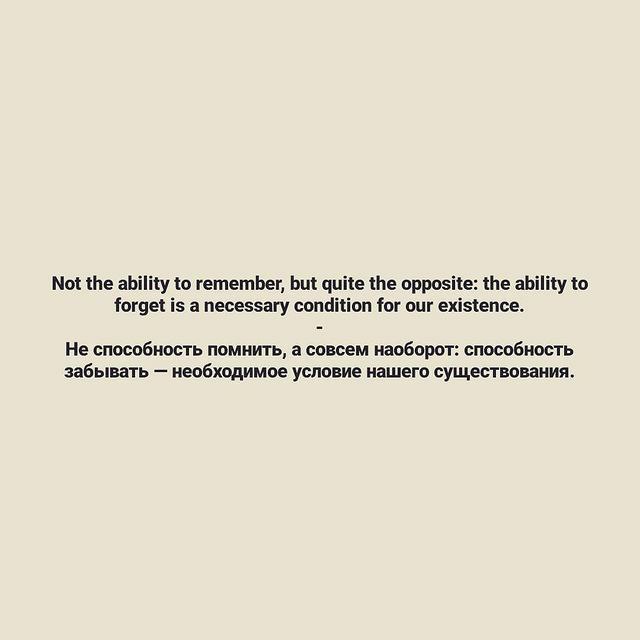 Not the ability to remember, but quite the opposite: the ability to
forget is a necessary condition for our existence.
-
Не способность помнить, а совсем наоборот: способность
забывать — необходимое условие нашего существования.